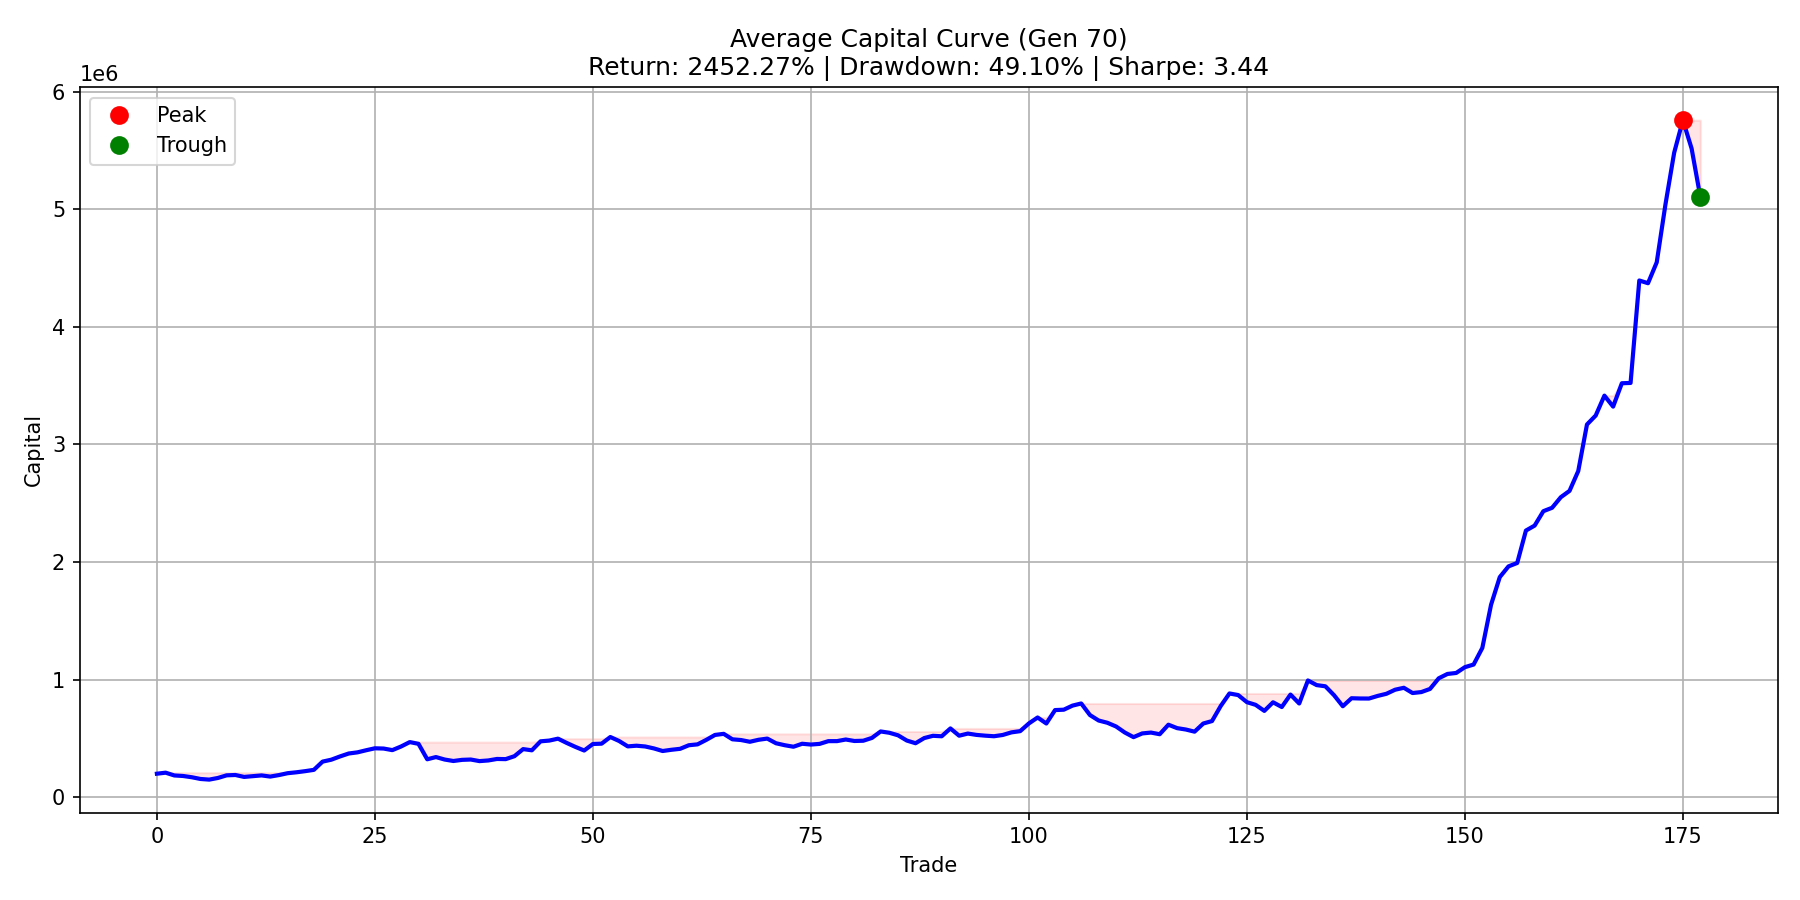 Average Capital Curve (Gen 70)
Return: 2452.27% | Drawdown: 49.10% | Sharpe: 3.44
1e6
Peak
Trough
6
5
4
3
2
1
0
Capital
0 25 50 75 100 125 150 175
Trade